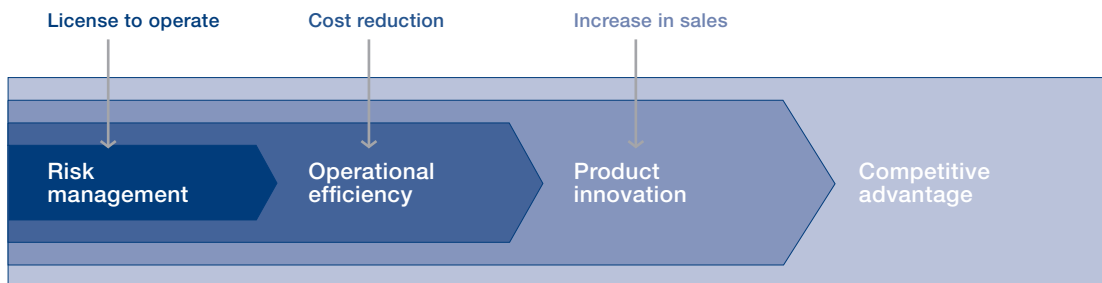 License to operate
Cost reduction
Increase in sales
Risk
management
Operational
efficiency
Product
innovation
Competitive
advantage